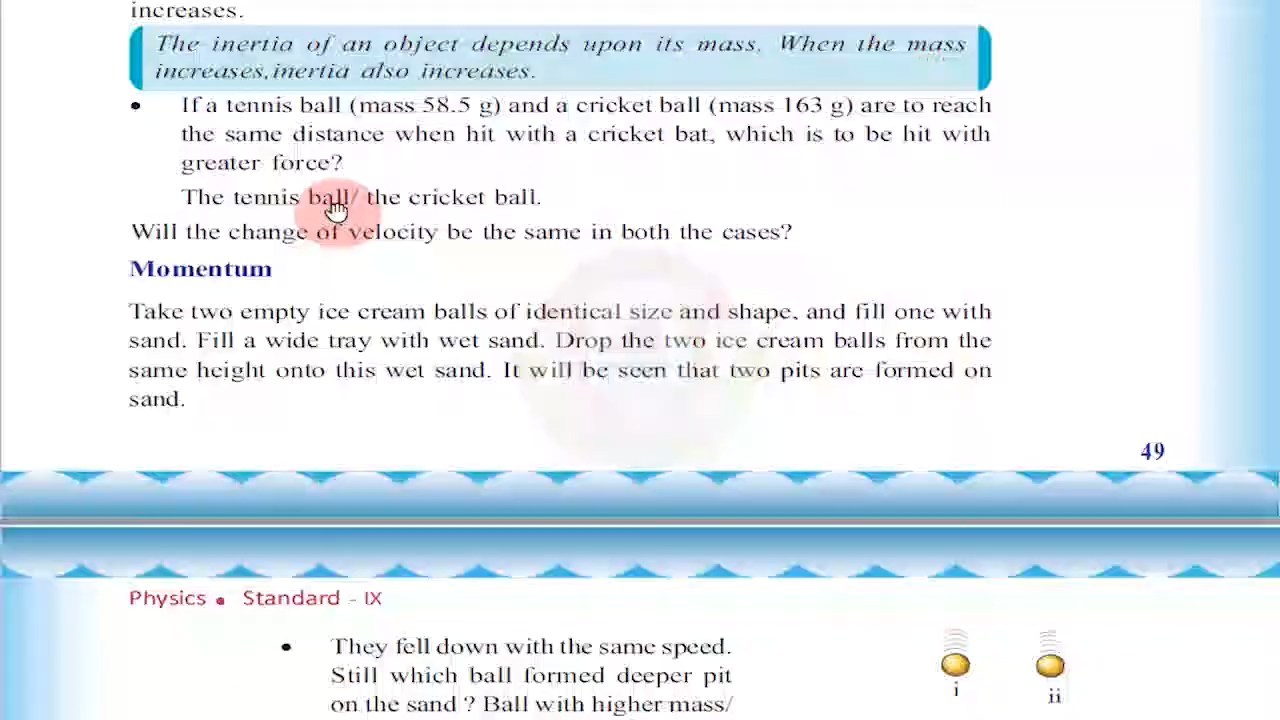 increases.
The inertia of an object depends upon its mass. When the mass
increases,inertia also increases.
• If a tennis ball (mass 58.5 g) and a cricket ball (mass 163 g) are to reach
the same distance when hit with a cricket bat, which is to be hit with
greater force?
The tennis ball/ the cricket ball.
Will the change of velocity be the same in both the cases?
Momentum
Take two empty ice cream balls of identical size and shape, and fill one with
sand. Fill a wide tray with wet sand. Drop the two ice cream balls from the
same height onto this wet sand. It will be seen that two pits are formed on
sand.
49
Physics • Standard - IX
• They fell down with the same speed.
Still which ball formed deeper pit
on the sand ? Ball with higher mass/
i
ii